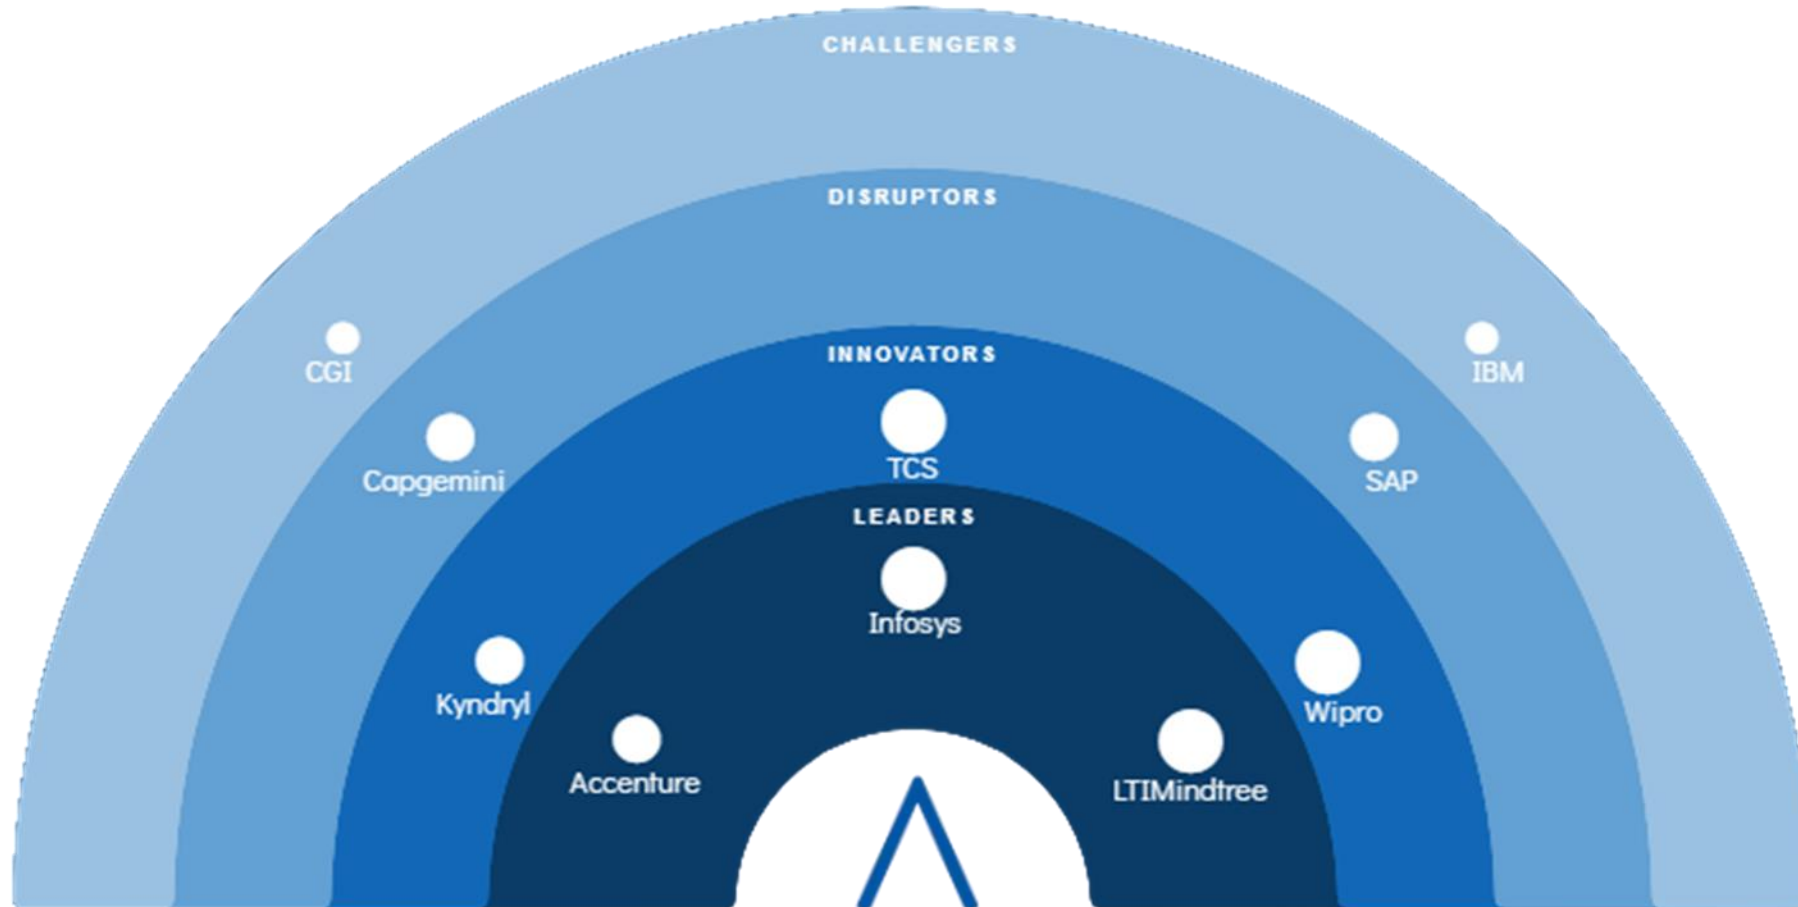 CHALLENGERS
DISRUPTORS
CGI
IBM
INNOVATORS
Capgemini
TCS
SAP
LEADERS
Infosys
Kyndryl
Wipro
Accenture
LTIMindtree